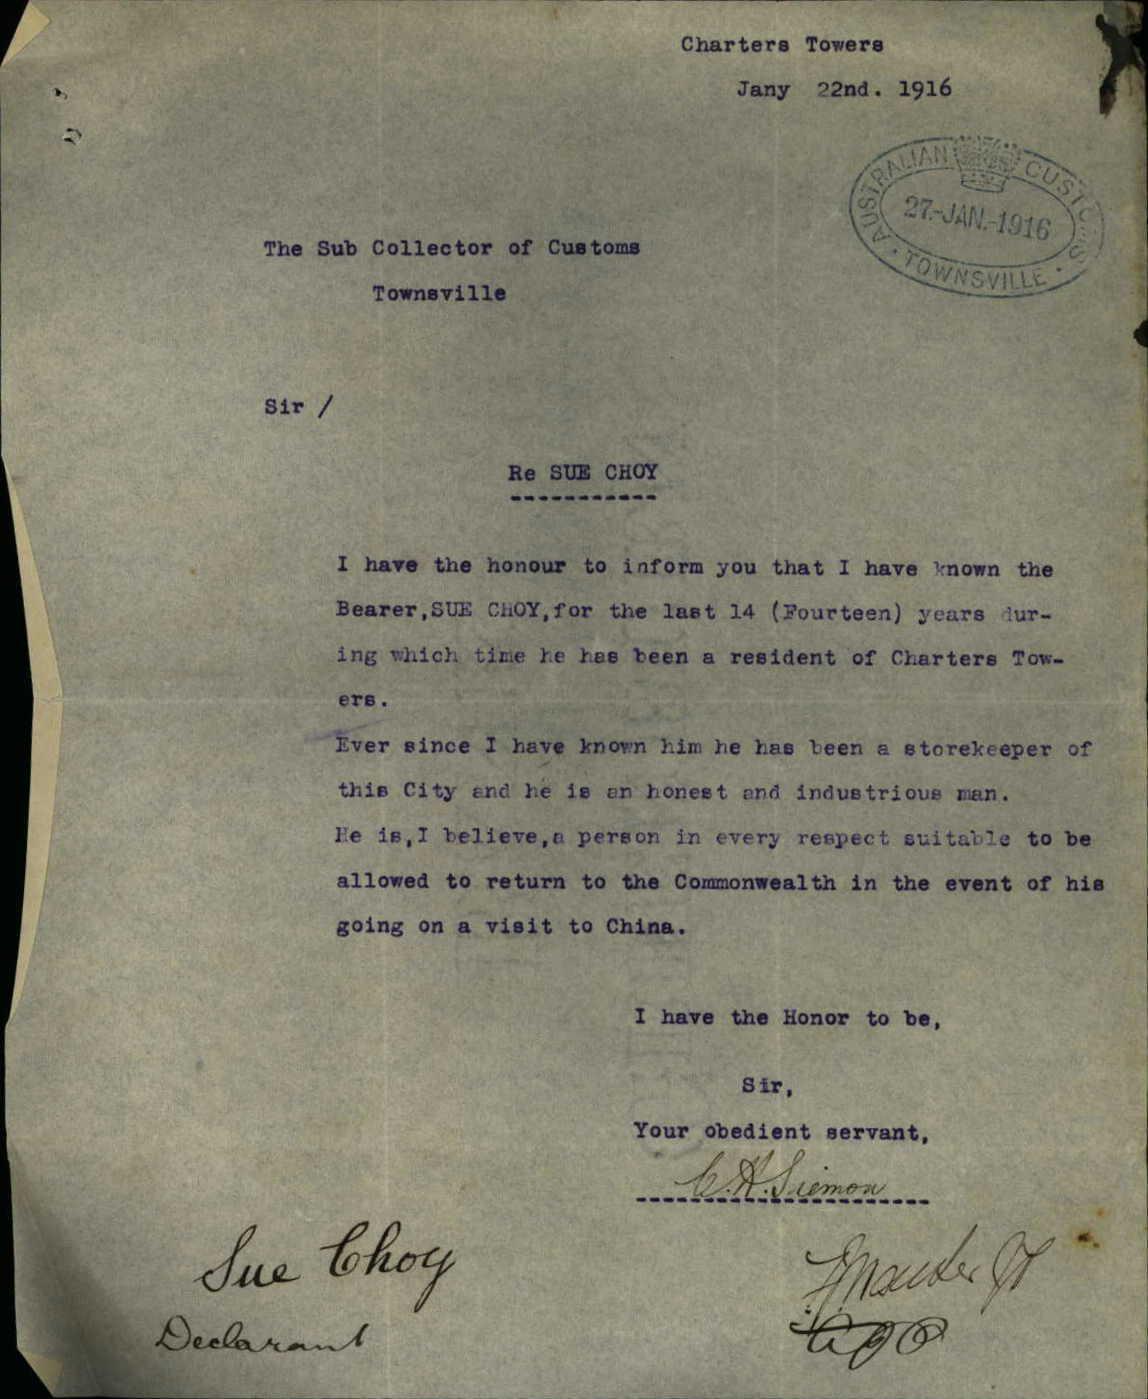 Charters Towers
Jany 22nd. 1916
AUSTRALIAN CUSTOMS
27.-JAN.-1916
TOWNSVILLE
The Sub Collector of Customs
Townsville
Sir /
Re SUE CHOY
-----------
I have the honour to inform you that I have known the
Bearer,SUE CHOY,for the last 14 (Fourteen) years dur-
ing which time he has been a resident of Charters Tow-
ers.
Ever since I have known him he has been a storekeeper of
this City and he is an honest and industrious man.
He is,I believe,a person in every respect suitable to be
allowed to return to the Commonwealth in the event of his
going on a visit to China.
I have the Honor to be,
Sir,
Your obedient servant,
C.H.Siemon
Sue Choy
Declarant